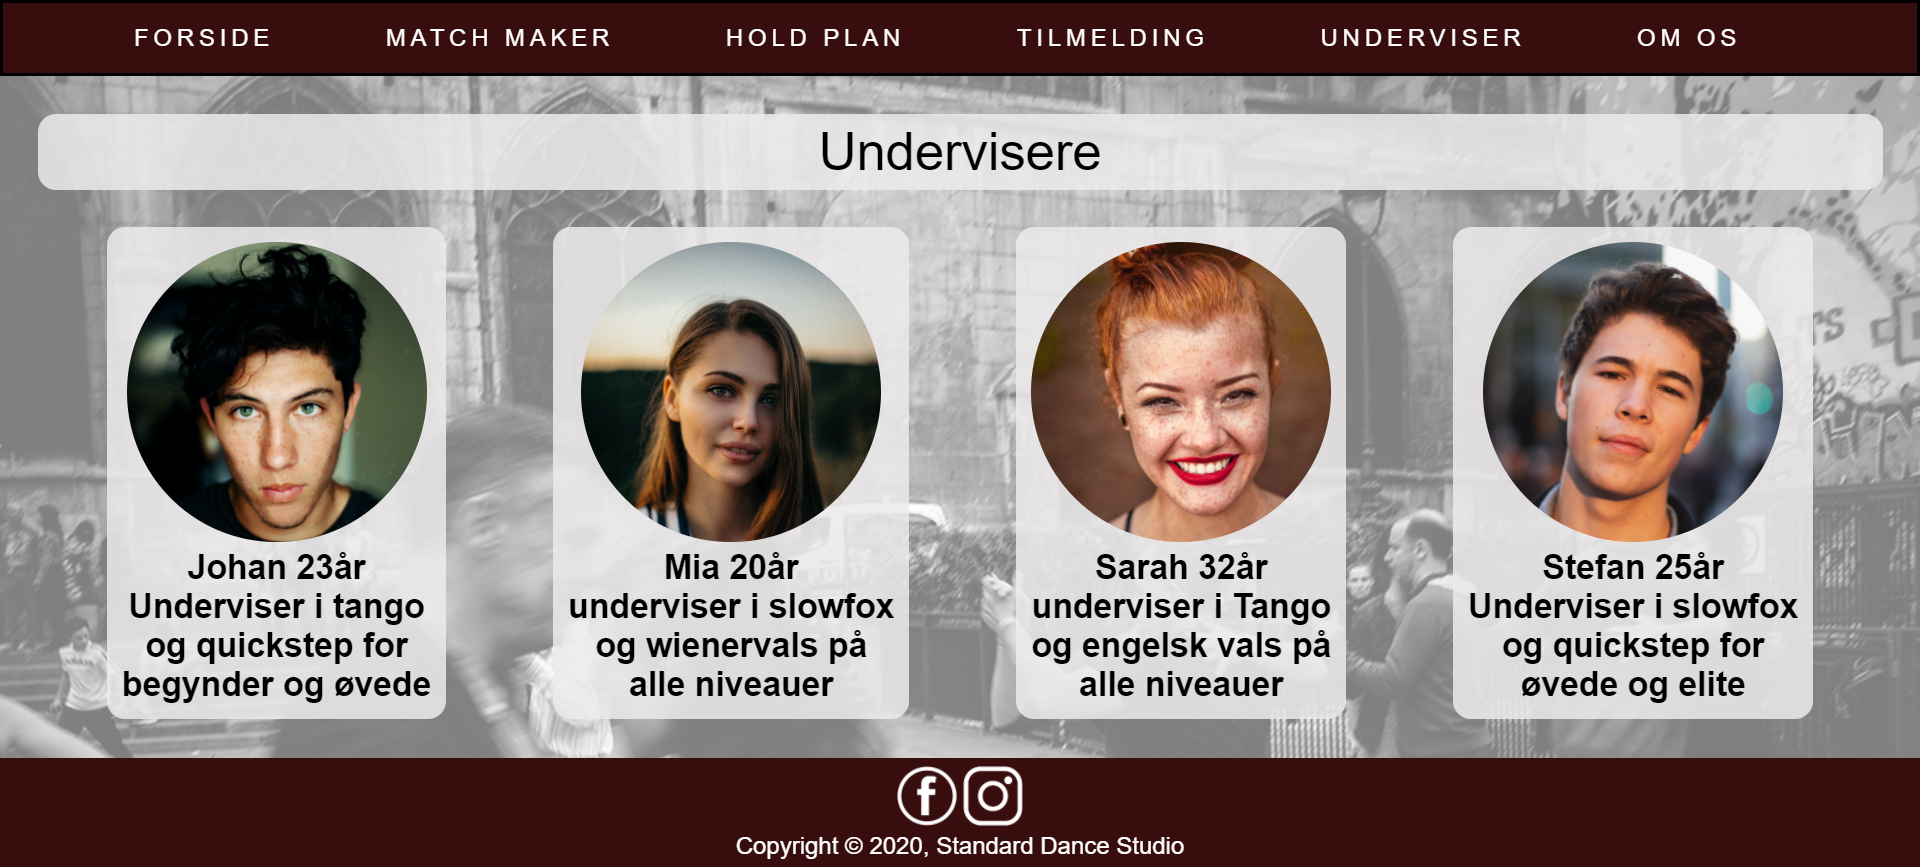 FORSIDE MATCH MAKER HOLD PLAN TILMELDING UNDERVISER OM OS
Undervisere
Johan 23år
Underviser i tango
og quickstep for
begynder og øvede
Mia 20år
underviser i slowfox
og wienervals på
alle niveauer
Sarah 32år
underviser i Tango
og engelsk vals på
alle niveauer
Stefan 25år
Underviser i slowfox
og quickstep for
øvede og elite
Copyright © 2020, Standard Dance Studio